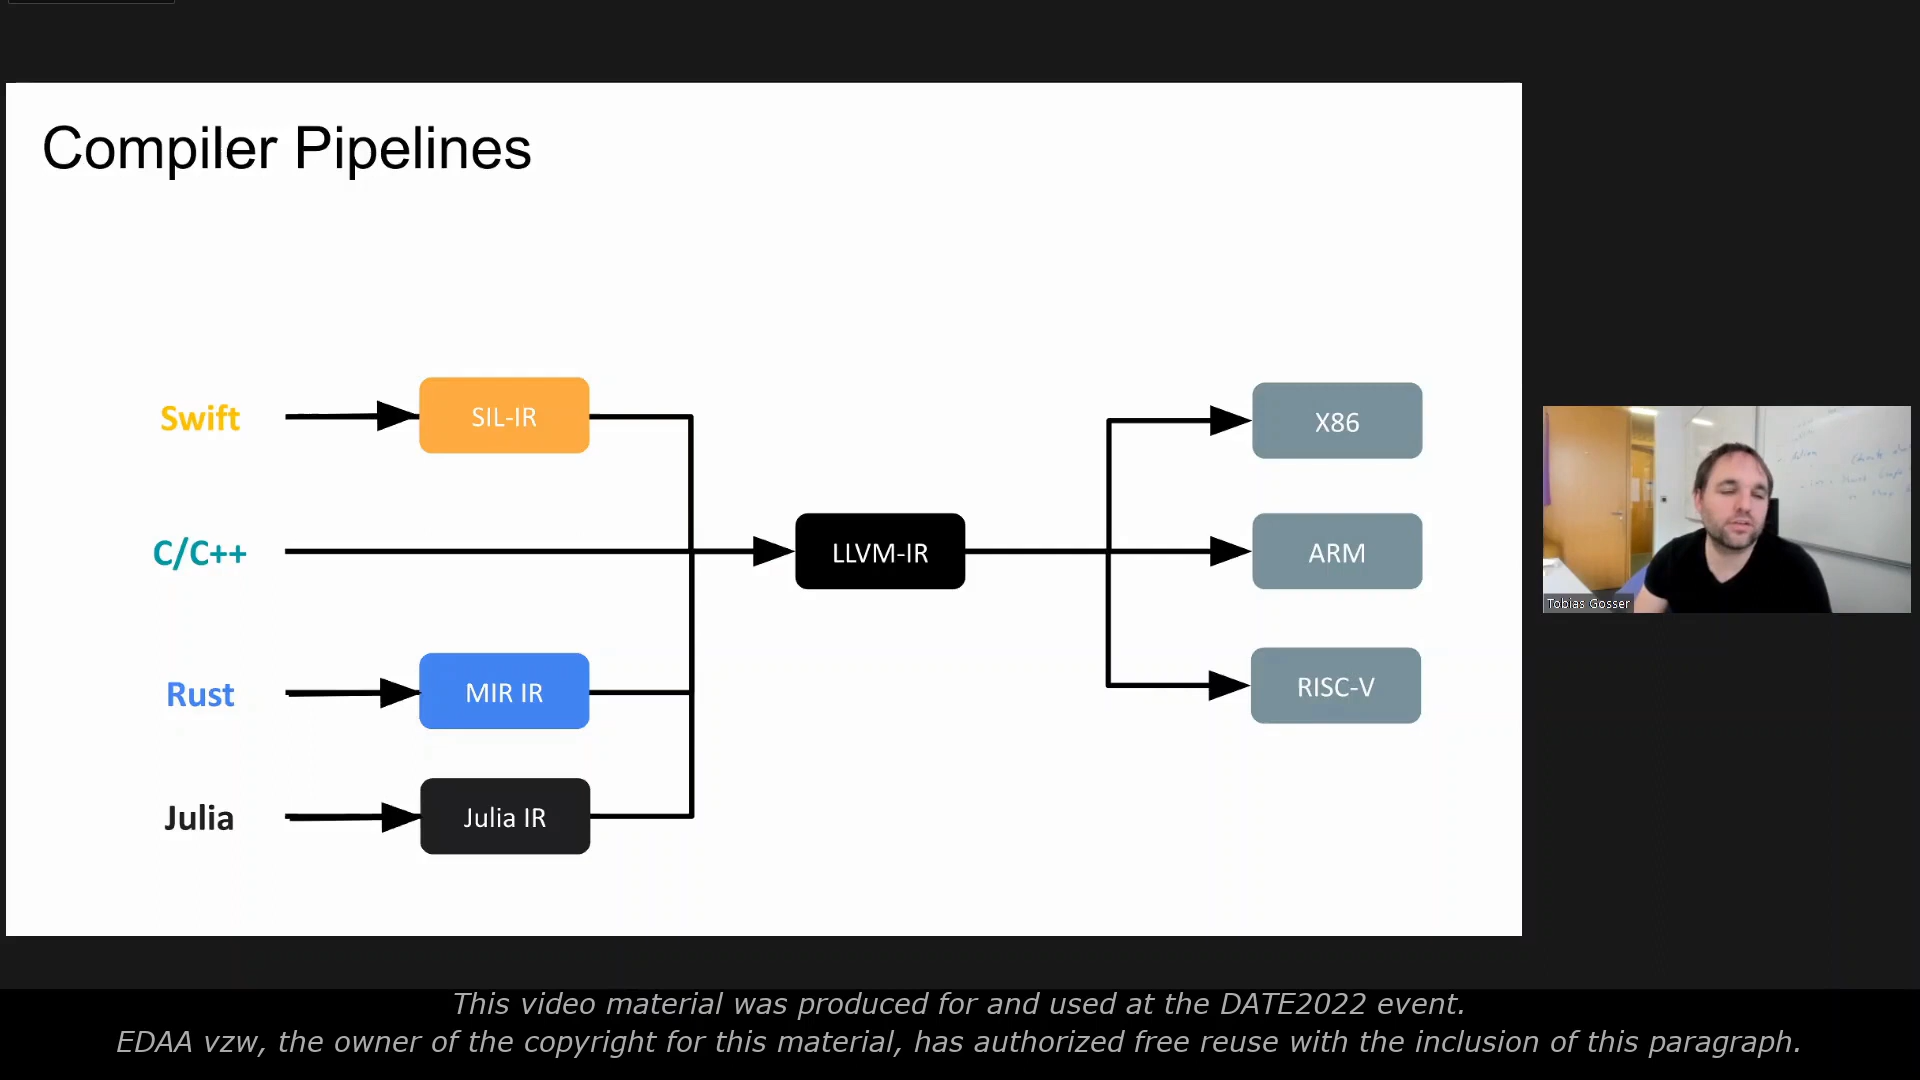 Compiler Pipelines
Swift
SIL-IR
X86
C/C++
LLVM-IR
ARM
Rust
MIR IR
RISC-V
Julia
Julia IR
Tobias Gosser
This video material was produced for and used at the DATE2022 event.
EDAA vzw, the owner of the copyright for this material, has authorized free reuse with the inclusion of this paragraph.